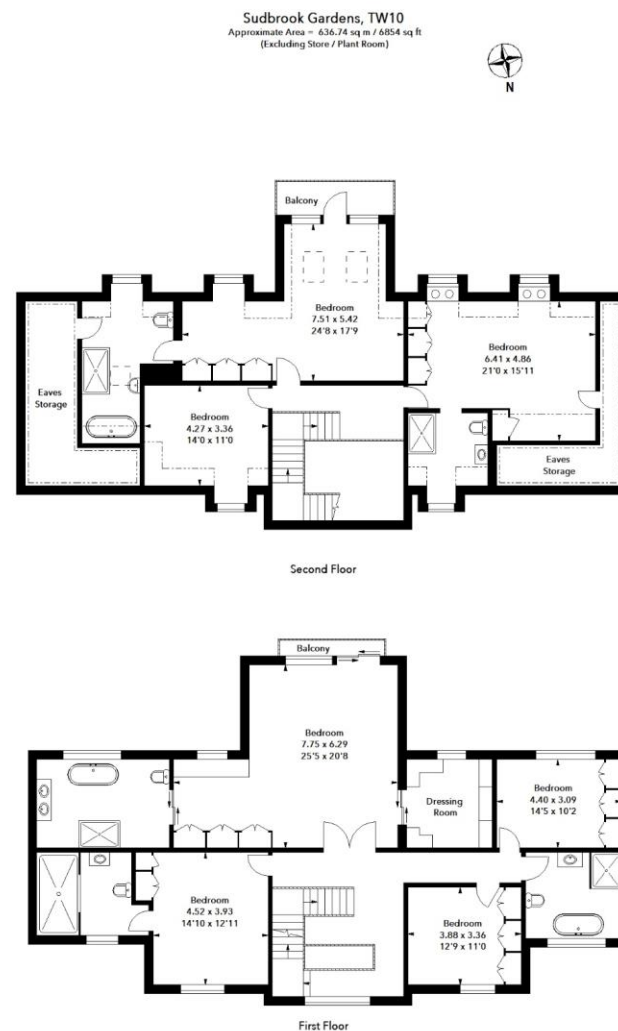 Sudbrook Gardens, TW10
Approximate Area = 636.74 sq m / 6854 sq ft
(Excluding Store / Plant Room)
N
Balcony
Bedroom
7.51 x 5.42
24'8 x 17'9
Bedroom
6.41 x 4.86
21'0 x 15'11
Eaves
Storage
Bedroom
4.27 x 3.36
14'0 x 11'0
Eaves
Storage
Second Floor
Balcony
Bedroom
7.75 x 6.29
25'5 x 20'8
Dressing
Room
Bedroom
4.40 x 3.09
14'5 x 10'2
Bedroom
4.52 x 3.93
14'10 x 12'11
Bedroom
3.88 x 3.36
12'9 x 11'0
First Floor